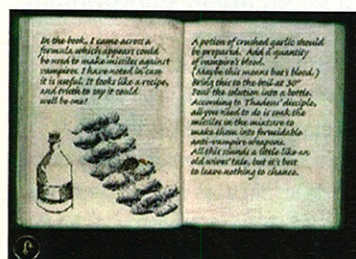 In the book, I came across a
formula which appears could
be used to make missiles against
vampires. I have noted in case
it is useful. It looks like a recipe,
and truth to say it could
well be one!
A potion of crushed garlic should
be prepared. Add a quantity
of vampire's blood.
(Maybe this means bat's blood.)
Bring this to the boil at 30°
Pour the solution into a bottle.
According to Thadeus' disciple,
all you need to do is soak the
missiles in the mixture to
make them into formidable
anti-vampire weapons.
All this sounds a little like an
old wives' tale, but it's best
to leave nothing to chance.